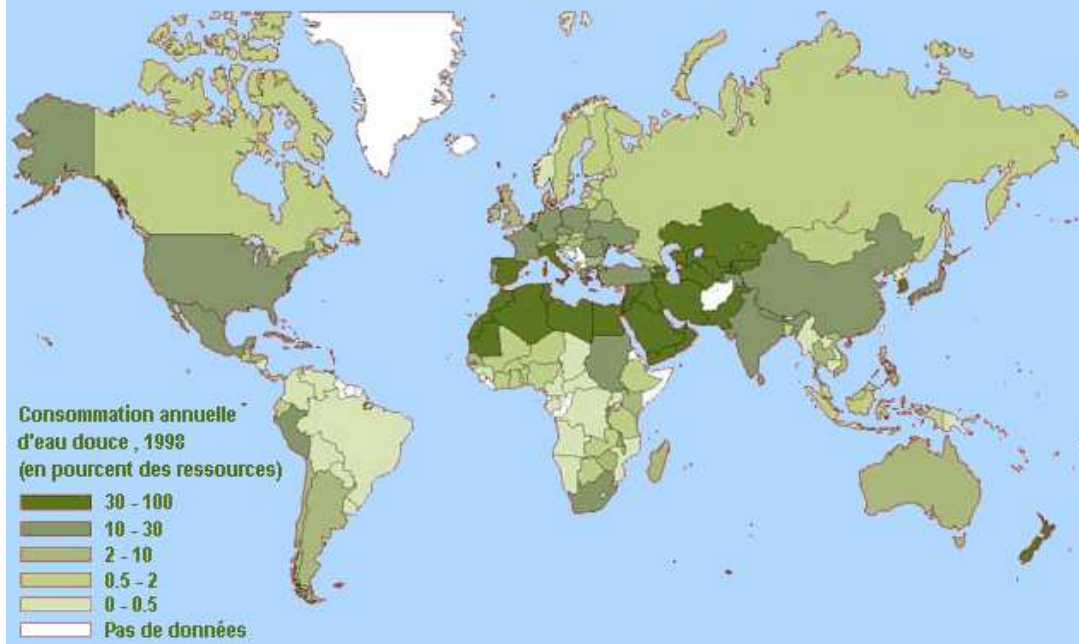 Consommation annuelle
d'eau douce , 1998
(en pourcent des ressources)
30 - 100
10 - 30
2 - 10
0.5 - 2
0 - 0.5
Pas de données